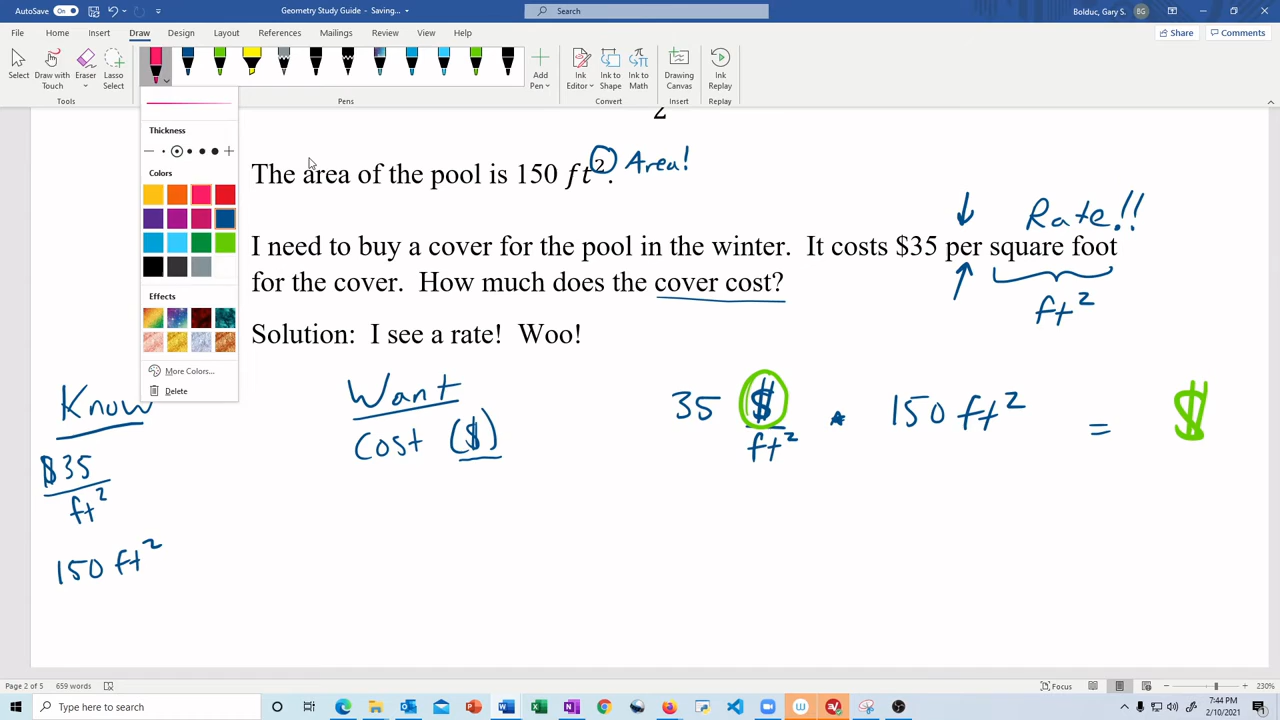 AutoSave On Geometry Study Guide - Saving... Search Bolduc, Gary S. BG
File Home Insert Draw Design Layout References Mailings Review View Help Share Comments
Select Draw with Touch Eraser Lasso Select Add Pen Ink Editor Ink to Shape Ink to Math Drawing Canvas Ink Replay
Tools Pens Convert Insert Replay
Thickness
Colors
Effects
More Colors...
Delete
2
The area of the pool is 150 ft². Area!
Rate!!
I need to buy a cover for the pool in the winter. It costs $35 per square foot
for the cover. How much does the cover cost?
ft²
Solution: I see a rate! Woo!
Know Want 35 $/ft² * 150 ft² = $
Cost ($)
$35/ft²
150 ft²
Page 2 of 5 659 words Focus 230%
Type here to search 7:44 PM
2/10/2021